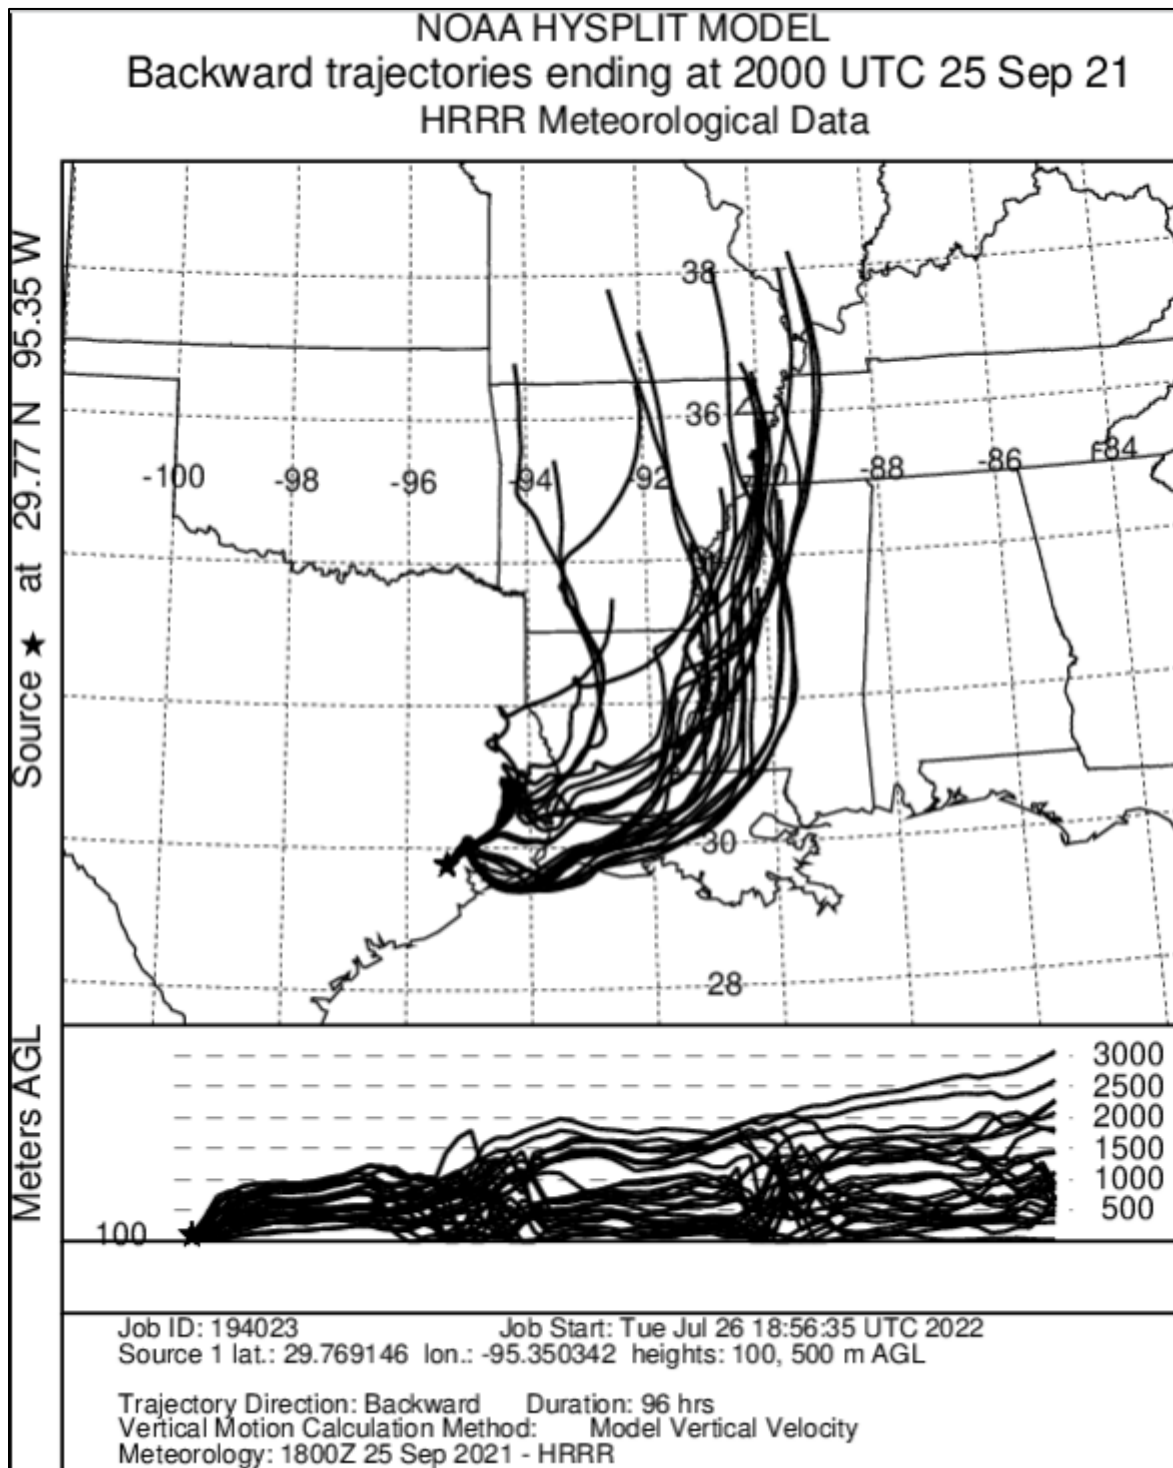 NOAA HYSPLIT MODEL
Backward trajectories ending at 2000 UTC 25 Sep 21
HRRR Meteorological Data
Source ★ at 29.77 N 95.35 W
38
36
-100
-98
-96
-94
-92
-88
-86
-84
30
28
Meters AGL
3000
2500
2000
1500
1000
500
100
Job ID: 194023 Job Start: Tue Jul 26 18:56:35 UTC 2022
Source 1 lat.: 29.769146 lon.: -95.350342 heights: 100, 500 m AGL
Trajectory Direction: Backward Duration: 96 hrs
Vertical Motion Calculation Method: Model Vertical Velocity
Meteorology: 1800Z 25 Sep 2021 - HRRR